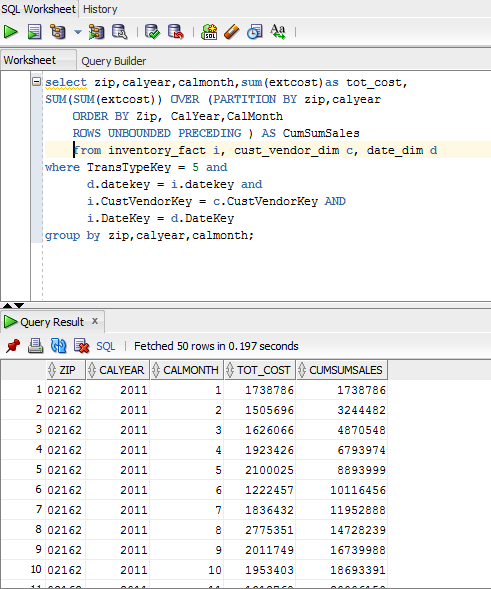 SQL Worksheet History
Aa
Worksheet Query Builder
select zip,calyear,calmonth,sum(extcost)as tot_cost,
SUM(SUM(extcost)) OVER (PARTITION BY zip,calyear
ORDER BY Zip, CalYear,CalMonth
ROWS UNBOUNDED PRECEDING ) AS CumSumSales
from inventory_fact i, cust_vendor_dim c, date_dim d
where TransTypeKey = 5 and
d.datekey = i.datekey and
i.CustVendorKey = c.CustVendorKey AND
i.DateKey = d.DateKey
group by zip,calyear,calmonth;
Query Result x
SQL | Fetched 50 rows in 0.197 seconds
ZIP CALYEAR CALMONTH TOT_COST CUMSUMSALES
1 02162 2011 1 1738786 1738786
2 02162 2011 2 1505696 3244482
3 02162 2011 3 1626066 4870548
4 02162 2011 4 1923426 6793974
5 02162 2011 5 2100025 8893999
6 02162 2011 6 1222457 10116456
7 02162 2011 7 1836432 11952888
8 02162 2011 8 2775351 14728239
9 02162 2011 9 2011749 16739988
10 02162 2011 10 1953403 18693391